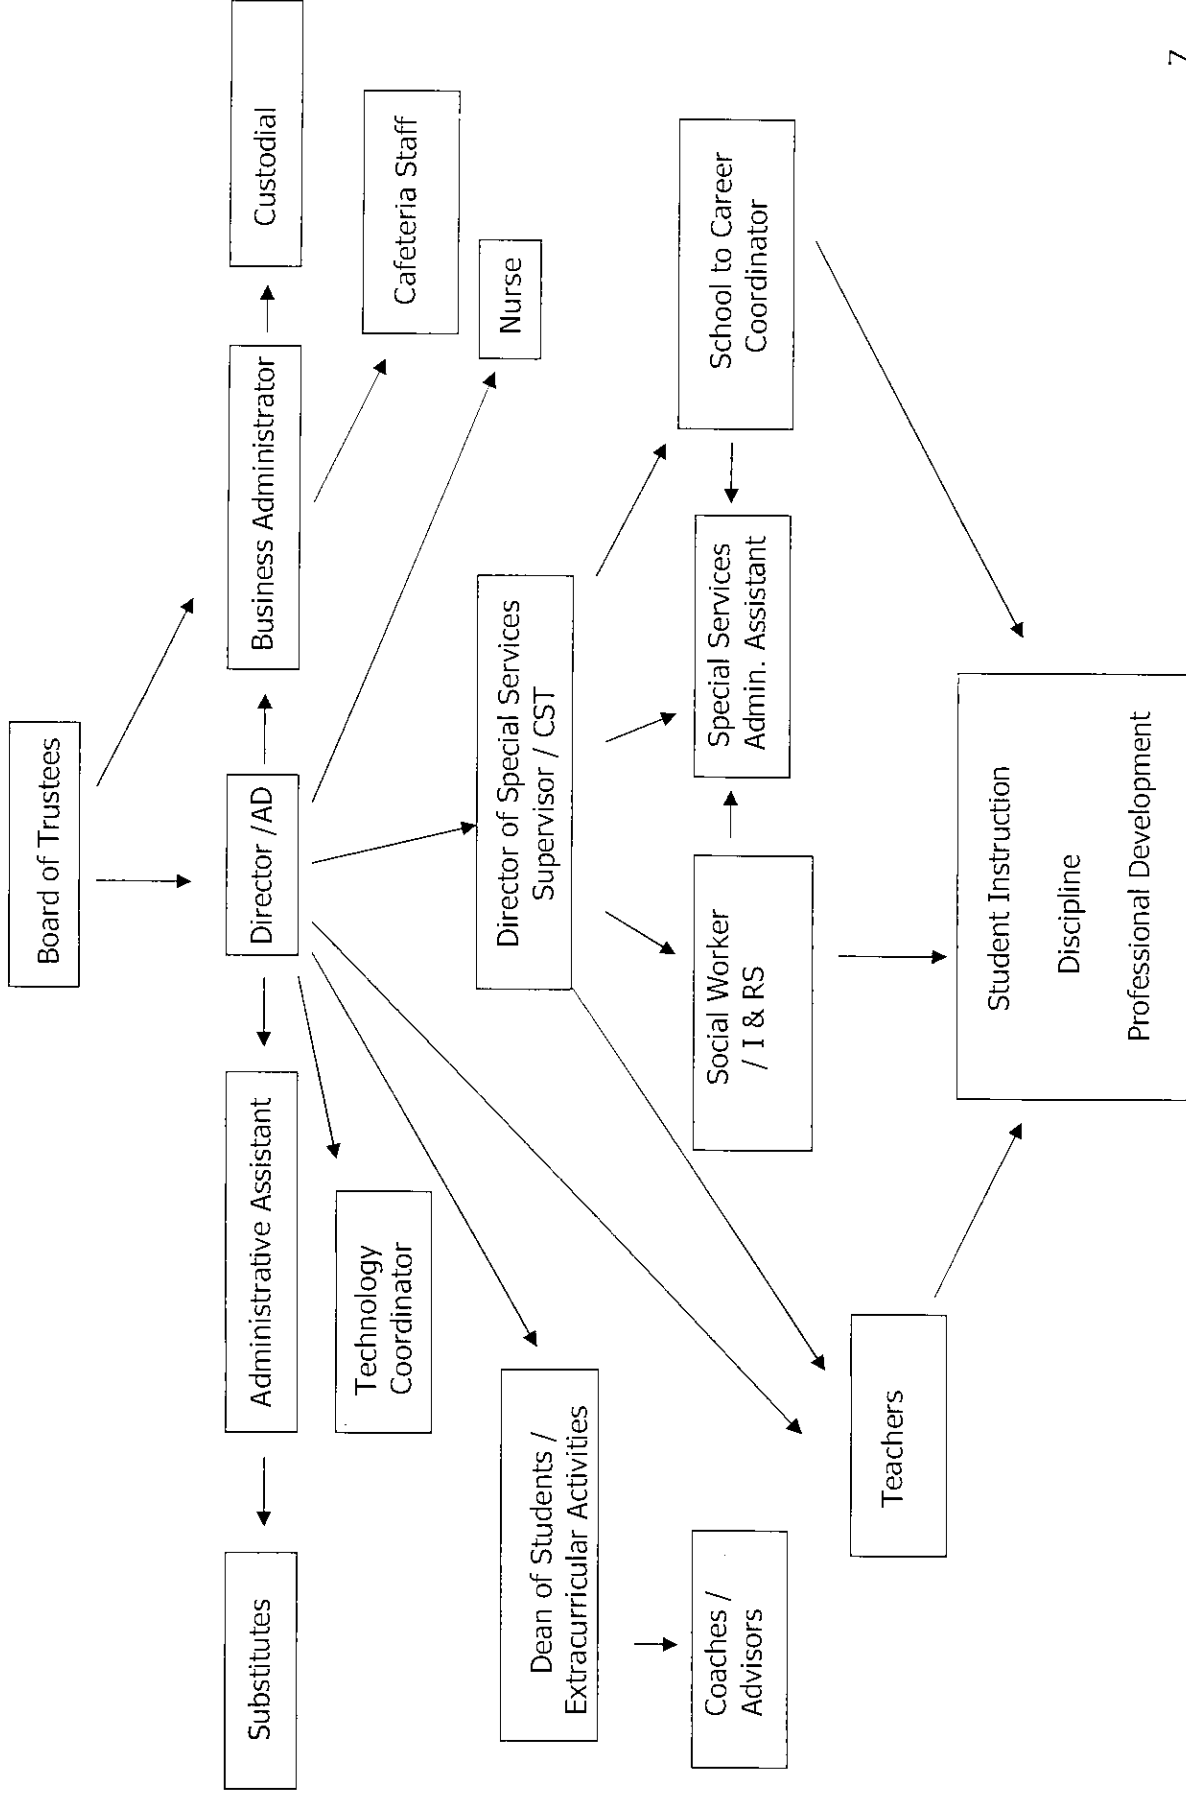 Board of Trustees
Substitutes
Administrative Assistant
Director /AD
Business Administrator
Custodial
Technology
Coordinator
Cafeteria Staff
Nurse
Dean of Students /
Extracurricular Activities
Director of Special Services
Supervisor / CST
Coaches /
Advisors
Social Worker
/ I & RS
Special Services
Admin. Assistant
School to Career
Coordinator
Teachers
Student Instruction
Discipline
Professional Development
7